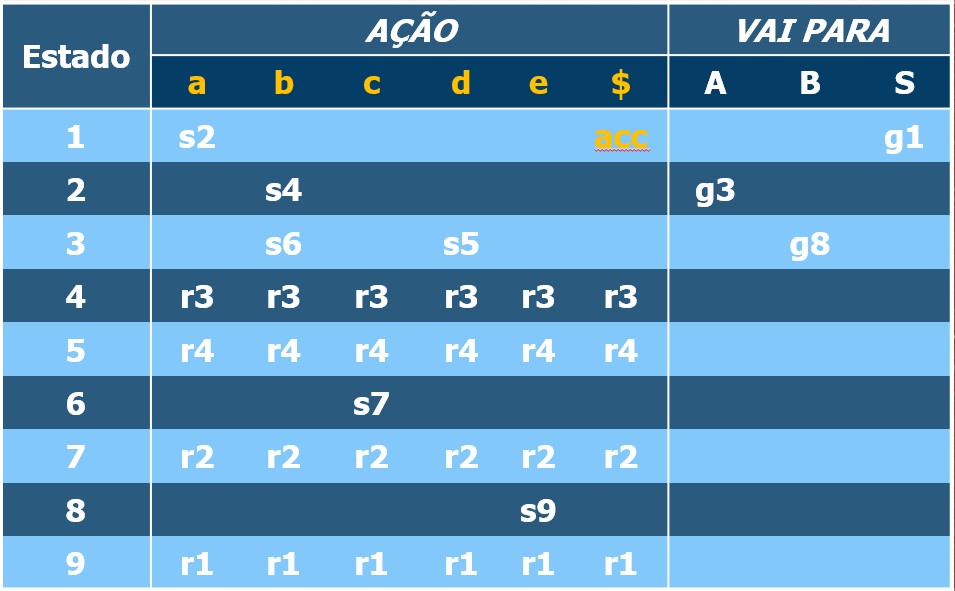 Estado AÇÃO VAI PARA
a b c d e $ A B S
1 s2 acc g1
2 s4 g3
3 s6 s5 g8
4 r3 r3 r3 r3 r3 r3
5 r4 r4 r4 r4 r4 r4
6 s7
7 r2 r2 r2 r2 r2 r2
8 s9
9 r1 r1 r1 r1 r1 r1